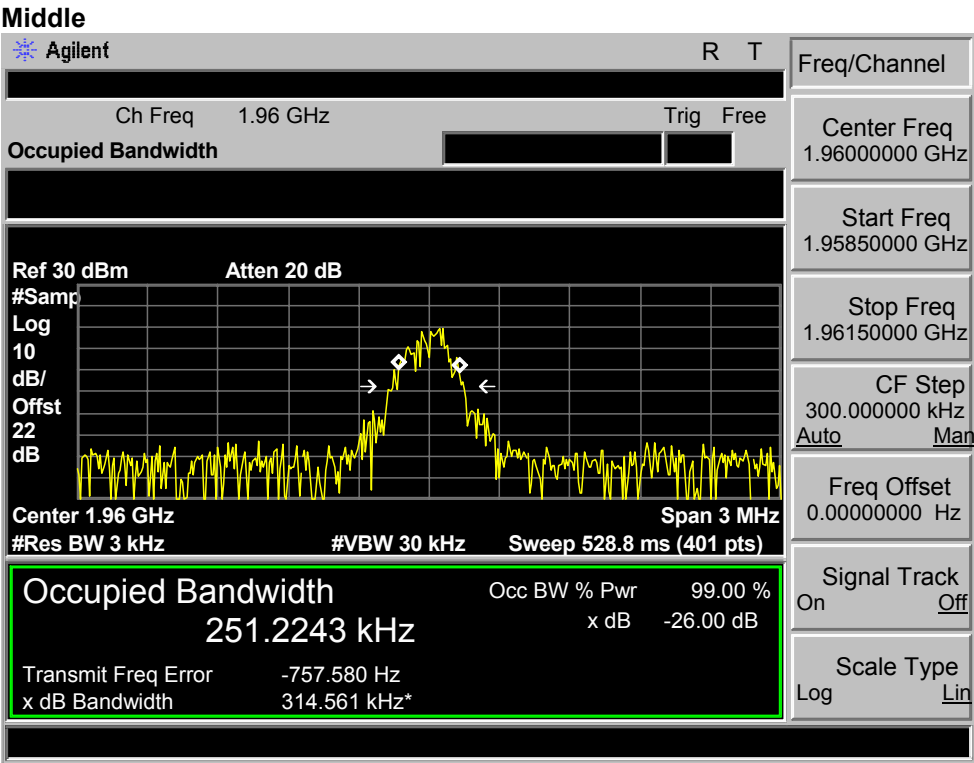 Middle
Agilent
R T
Ch Freq 1.96 GHz
Trig Free
Occupied Bandwidth
Ref 30 dBm
Atten 20 dB
#Samp
Log
10
dB/
Offst
22
dB
Center 1.96 GHz
Span 3 MHz
#Res BW 3 kHz
#VBW 30 kHz
Sweep 528.8 ms (401 pts)
Occupied Bandwidth
251.2243 kHz
Occ BW % Pwr 99.00 %
x dB -26.00 dB
Transmit Freq Error -757.580 Hz
x dB Bandwidth 314.561 kHz*
Freq/Channel
Center Freq
1.96000000 GHz
Start Freq
1.95850000 GHz
Stop Freq
1.96150000 GHz
CF Step
300.000000 kHz
Auto Man
Freq Offset
0.00000000 Hz
Signal Track
On Off
Scale Type
Log Lin